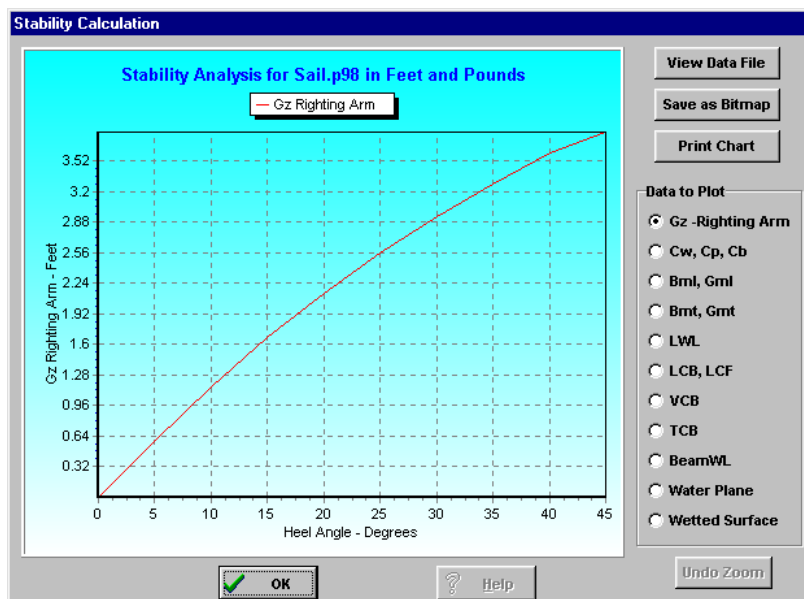 Stability Calculation
Stability Analysis for Sail.p98 in Feet and Pounds
Gz Righting Arm
Gz Righting Arm - Feet
3.52
3.2
2.88
2.56
2.24
1.92
1.6
1.28
0.96
0.64
0.32
0 5 10 15 20 25 30 35 40 45
Heel Angle - Degrees
View Data File
Save as Bitmap
Print Chart
Data to Plot
Gz -Righting Arm
Cw, Cp, Cb
Bml, Gml
Bmt, Gmt
LWL
LCB, LCF
VCB
TCB
BeamWL
Water Plane
Wetted Surface
Undo Zoom
OK
Help